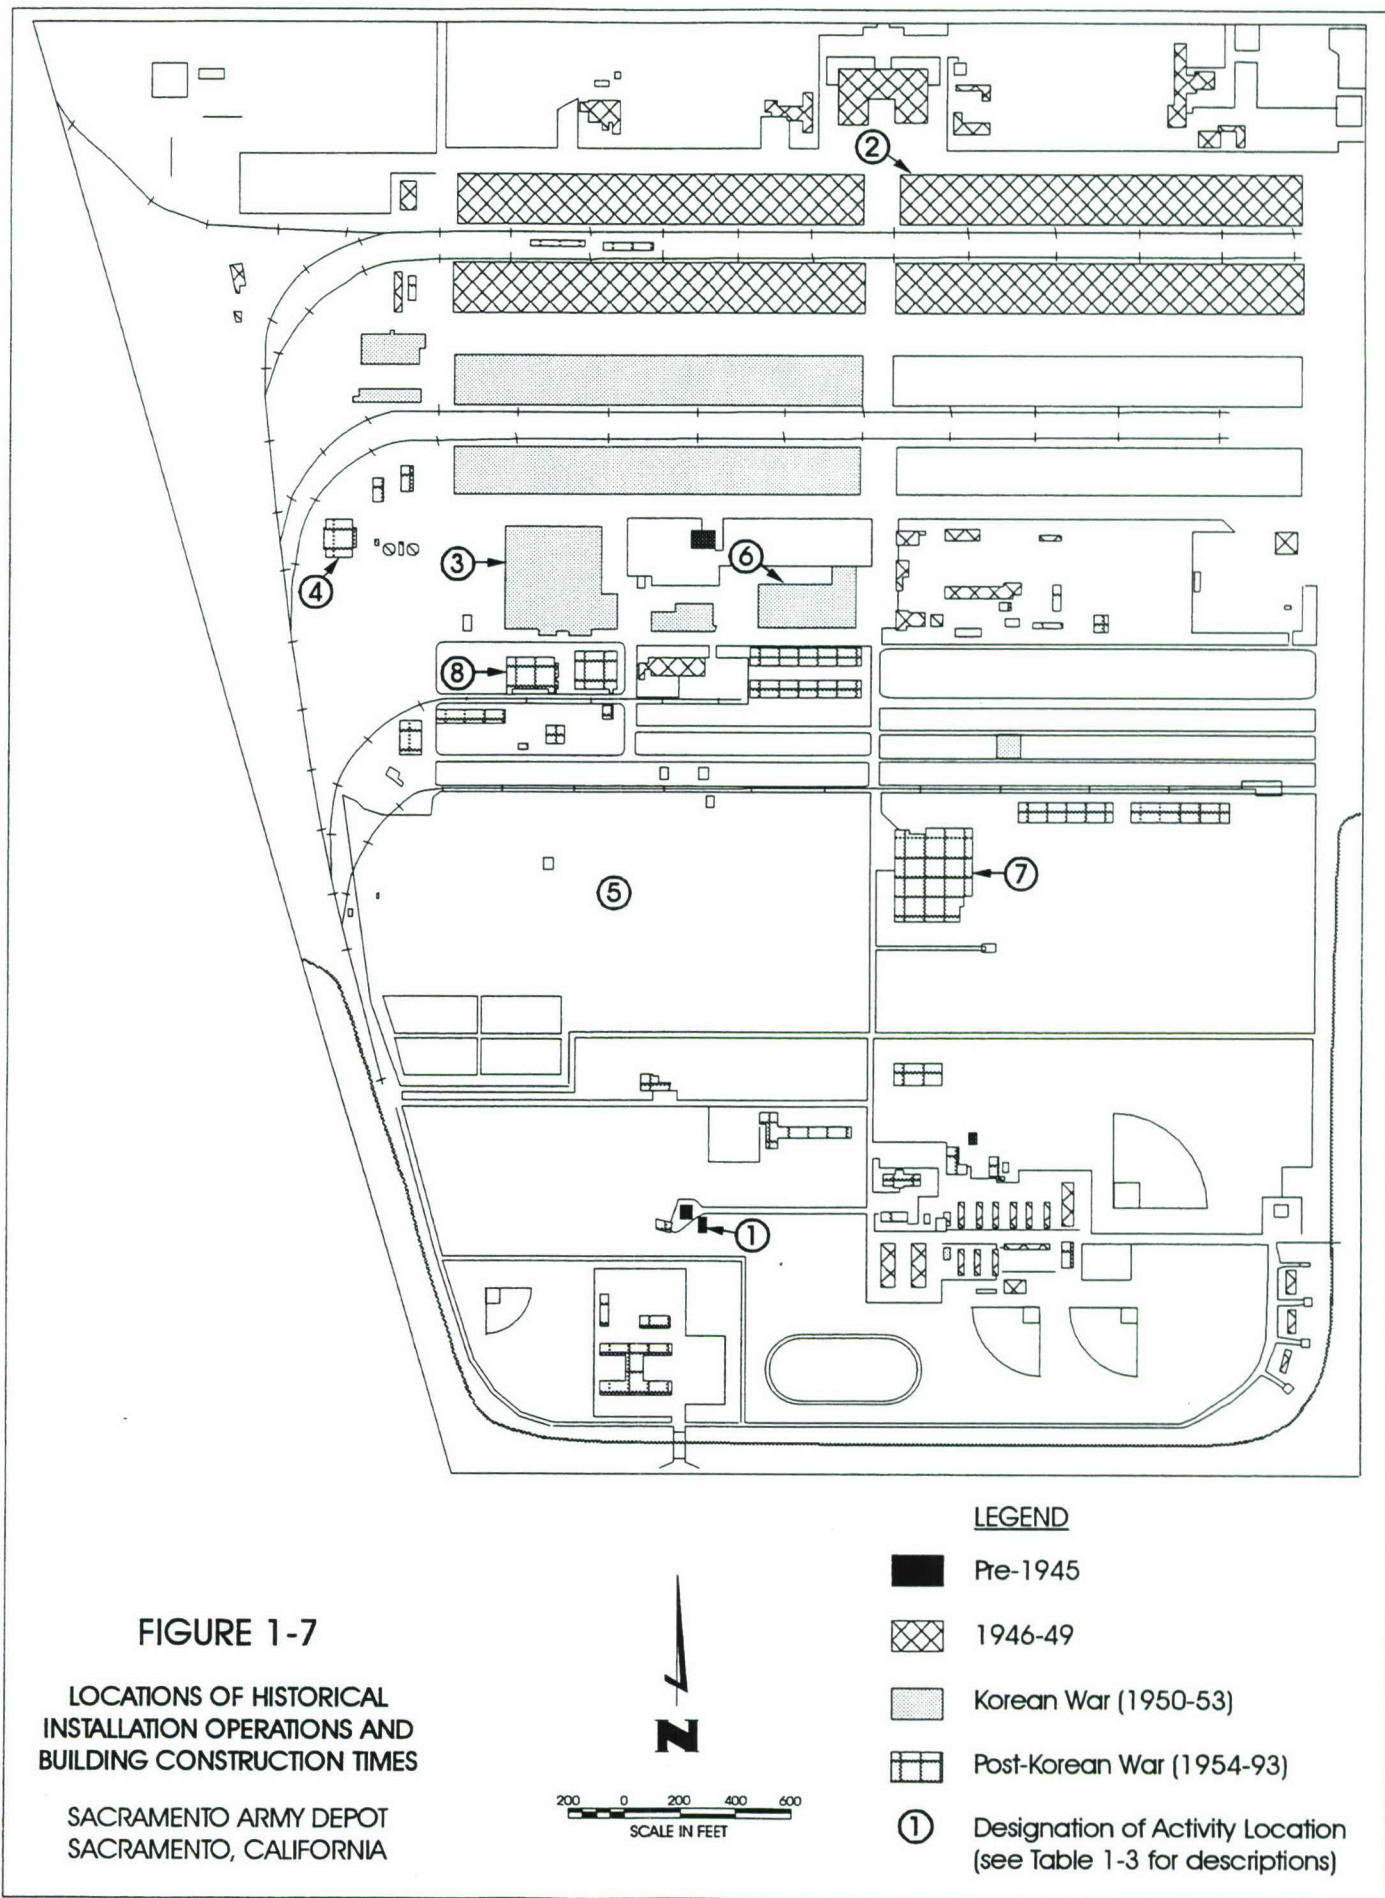 2
3
6
4
8
5
7
1
LEGEND
Pre-1945
1946-49
Korean War (1950-53)
Post-Korean War (1954-93)
1 Designation of Activity Location
(see Table 1-3 for descriptions)
FIGURE 1-7
LOCATIONS OF HISTORICAL
INSTALLATION OPERATIONS AND
BUILDING CONSTRUCTION TIMES
SACRAMENTO ARMY DEPOT
SACRAMENTO, CALIFORNIA
N
200 0 200 400 600
SCALE IN FEET